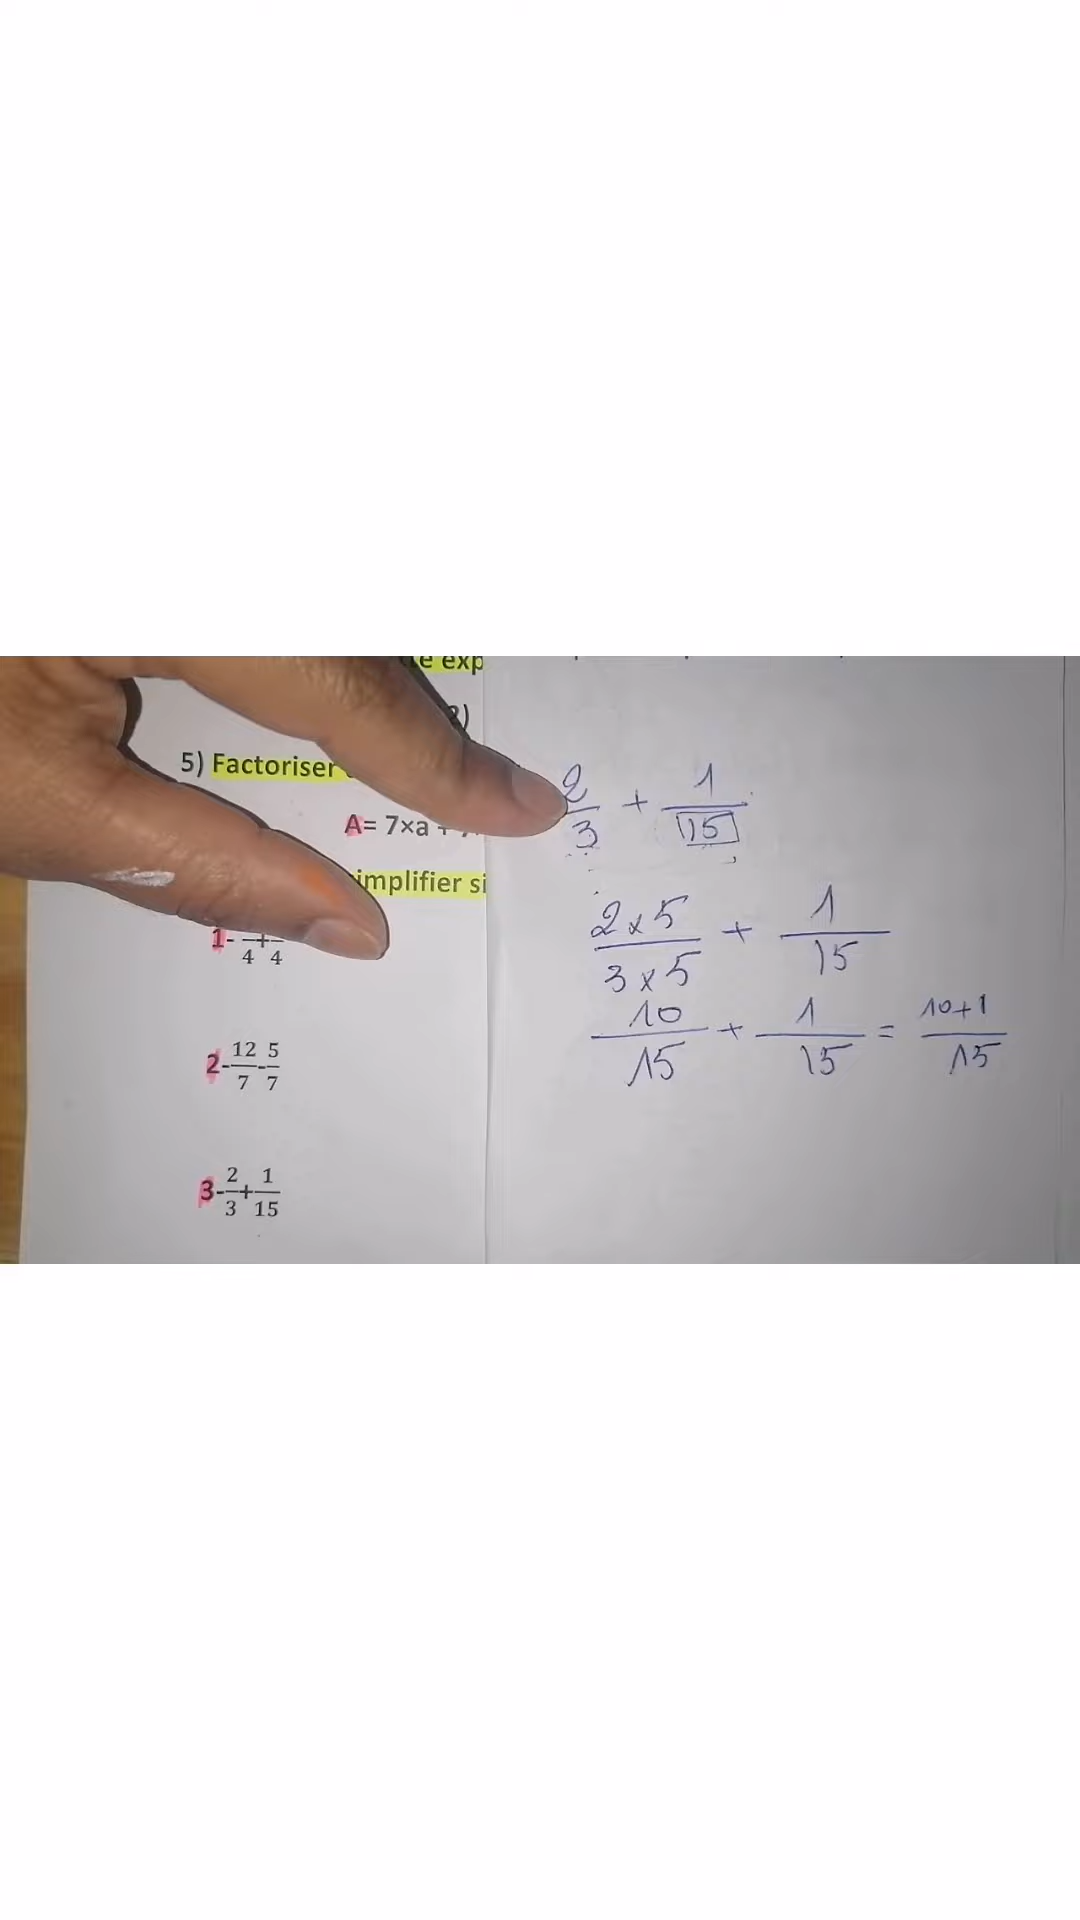 exp
5) Factoriser
A= 7×a +
simplifier si
1- /4 + /4
2- 12/7 - 5/7
3- 2/3 + 1/15
2/3 + 1/15
2 x 5/3 x 5 + 1/15
10/15 + 1/15 = 10+1/15